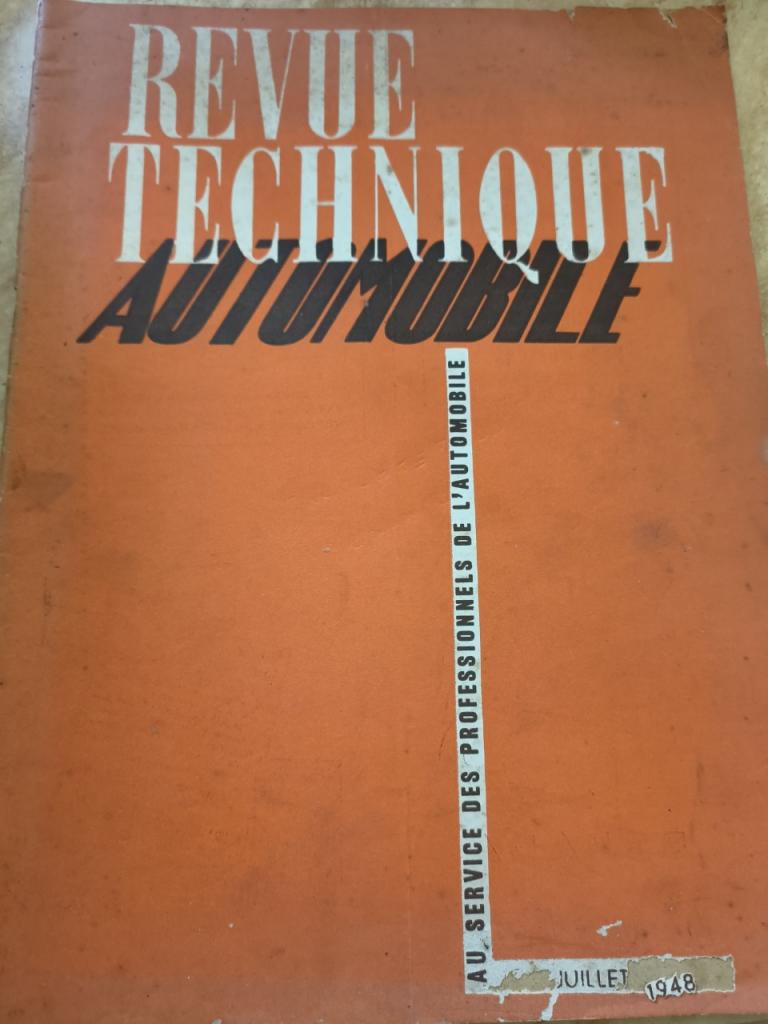 REVUE
TECHNIQUE
AUTOMOBILE
AU SERVICE DES PROFESSIONNELS DE L'AUTOMOBILE
JUILLET 1948